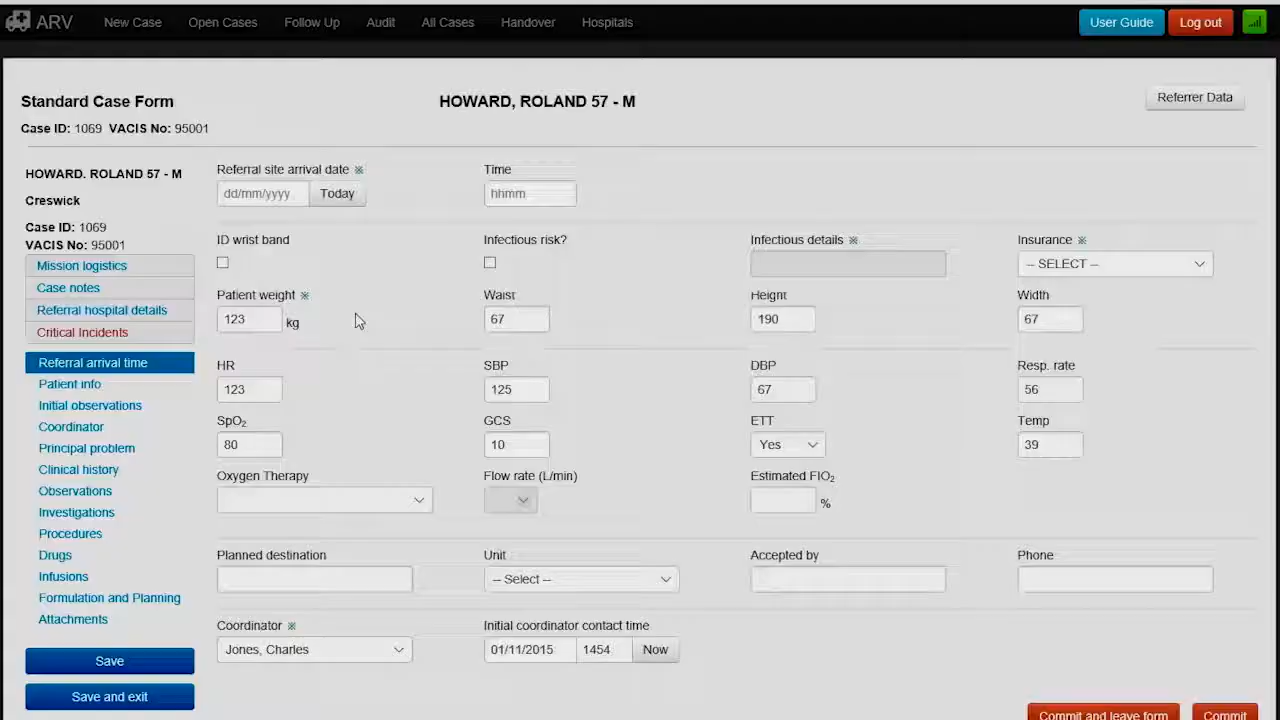 ARV New Case Open Cases Follow Up Audit All Cases Handover Hospitals User Guide Log out
Standard Case Form HOWARD, ROLAND 57 - M Referrer Data
Case ID: 1069 VACIS No: 95001
HOWARD. ROLAND 57 - M
Creswick
Case ID: 1069
VACIS No: 95001
Mission logistics
Case notes
Referral hospital details
Critical Incidents
Referral arrival time
Patient info
Initial observations
Coordinator
Principal problem
Clinical history
Observations
Investigations
Procedures
Drugs
Infusions
Formulation and Planning
Attachments
Save
Save and exit
Referral site arrival date ※ Time
dd/mm/yyyy Today hhmm
ID wrist band Infectious risk? Infectious details ※ Insurance ※
-- SELECT --
Patient weight ※ Waist Height Width
123 kg 67 190 67
HR SBP DBP Resp. rate
123 125 67 56
SpO2 GCS ETT Temp
80 10 Yes 39
Oxygen Therapy Flow rate (L/min) Estimated FIO2
%
Planned destination Unit Accepted by Phone
-- Select --
Coordinator ※ Initial coordinator contact time
Jones, Charles 01/11/2015 1454 Now
Commit and leave form Commit